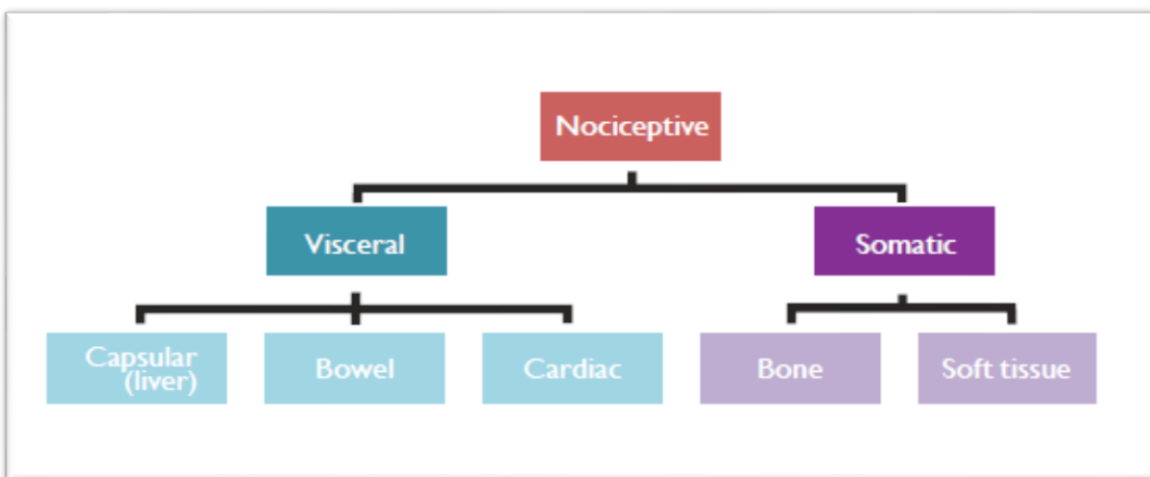 Nociceptive
Visceral
Somatic
Capsular
(liver)
Bowel
Cardiac
Bone
Soft tissue